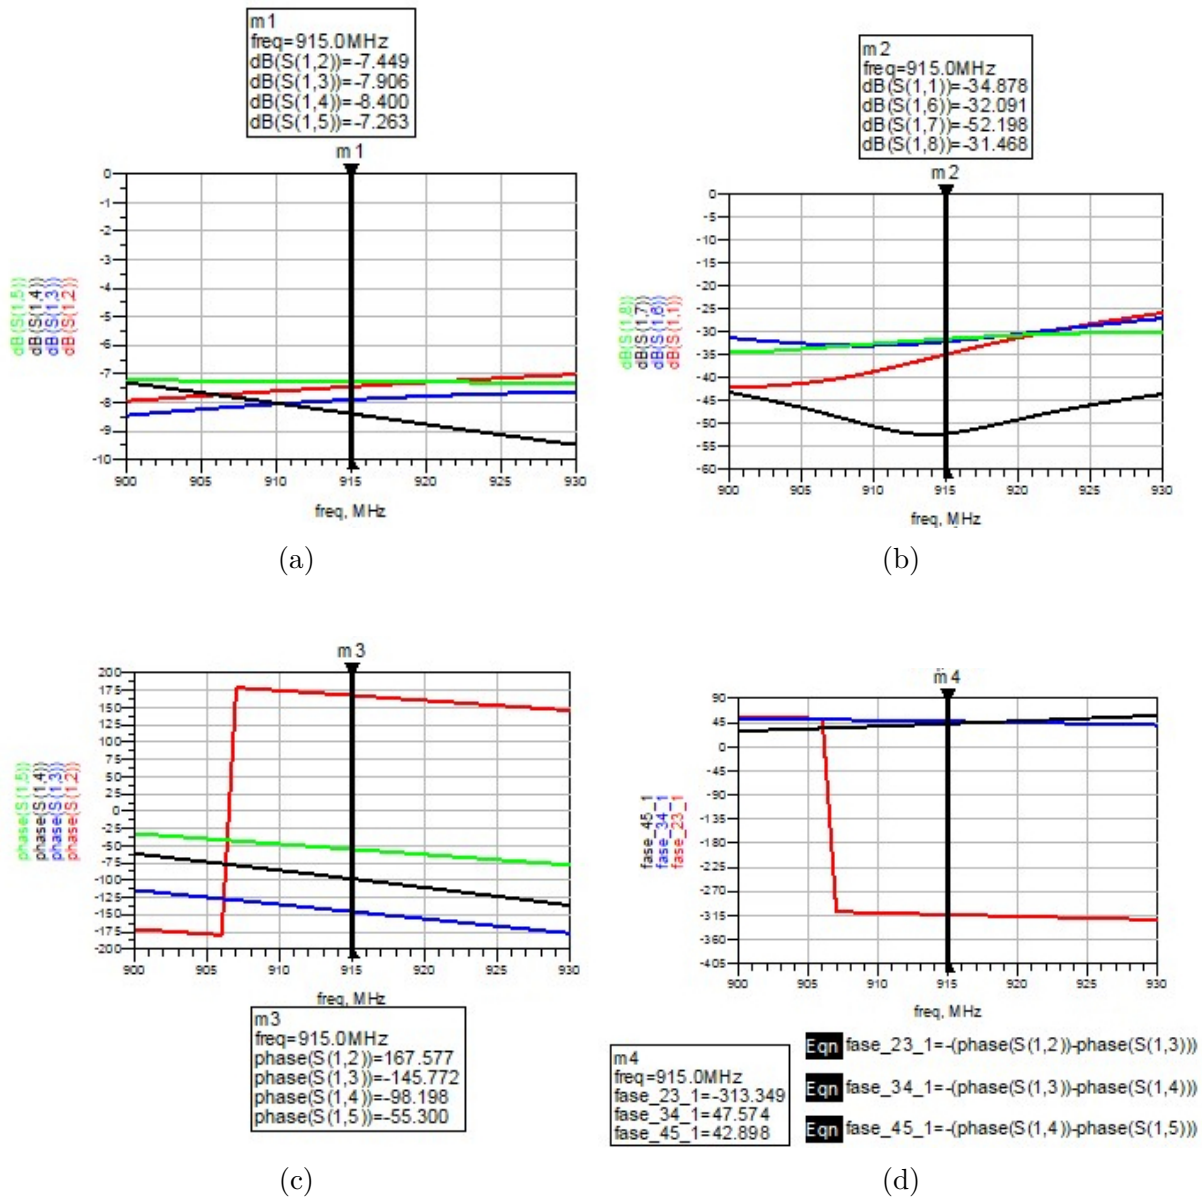 m1
freq=915.0MHz
dB(S(1,2))=-7.449
dB(S(1,3))=-7.906
dB(S(1,4))=-8.400
dB(S(1,5))=-7.263
m1
0
-1
-2
-3
-4
-5
-6
-7
-8
-9
-10
dB(S(1,5))
dB(S(1,4))
dB(S(1,3))
dB(S(1,2))
900 905 910 915 920 925 930
freq, MHz
(a)
m2
freq=915.0MHz
dB(S(1,1))=-34.878
dB(S(1,6))=-32.091
dB(S(1,7))=-52.198
dB(S(1,8))=-31.468
m2
0
-5
-10
-15
-20
-25
-30
-35
-40
-45
-50
-55
-60
dB(S(1,8))
dB(S(1,7))
dB(S(1,6))
dB(S(1,1))
900 905 910 915 920 925 930
freq, MHz
(b)
m3
200
175
150
125
100
75
50
25
0
-25
-50
-75
-100
-125
-150
-175
-200
phase(S(1,5))
phase(S(1,4))
phase(S(1,3))
phase(S(1,2))
900 905 910 915 920 925 930
freq, MHz
m3
freq=915.0MHz
phase(S(1,2))=167.577
phase(S(1,3))=-145.772
phase(S(1,4))=-98.198
phase(S(1,5))=-55.300
(c)
m4
90
45
0
-45
-90
-135
-180
-225
-270
-315
-360
-405
fase_45_1
fase_34_1
fase_23_1
900 905 910 915 920 925 930
freq, MHz
m4
freq=915.0MHz
fase_23_1=-313.349
fase_34_1=47.574
fase_45_1=42.898
Eqn fase_23_1=-(phase(S(1,2))-phase(S(1,3)))
Eqn fase_34_1=-(phase(S(1,3))-phase(S(1,4)))
Eqn fase_45_1=-(phase(S(1,4))-phase(S(1,5)))
(d)